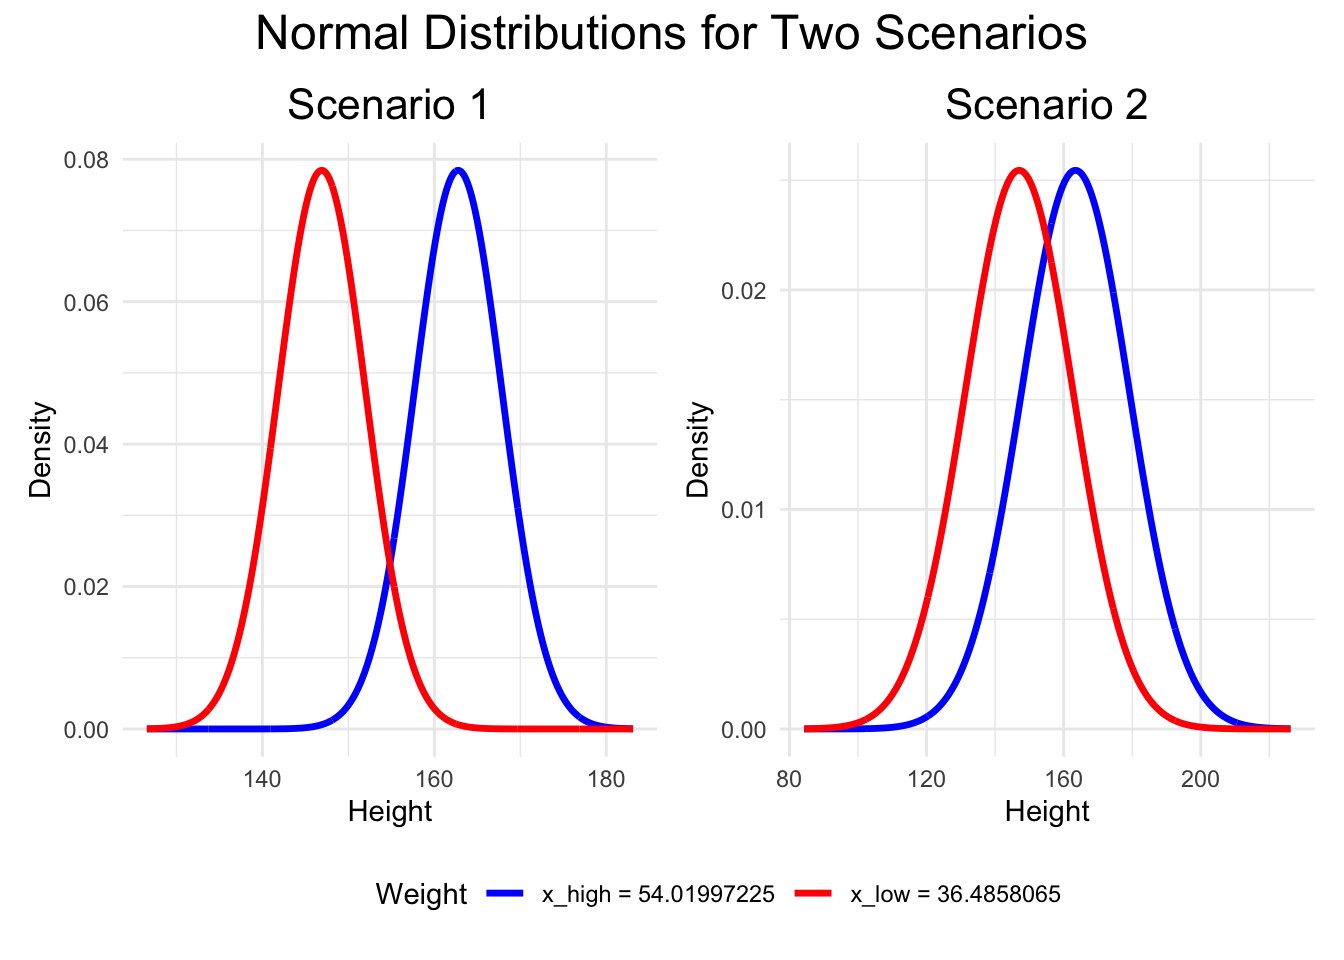 Normal Distributions for Two Scenarios
Scenario 1
0.08
0.06
0.04
0.02
0.00
Density
140 160 180
Height
Scenario 2
0.02
0.01
0.00
Density
80 120 160 200
Height
Weight x_high = 54.01997225 x_low = 36.4858065